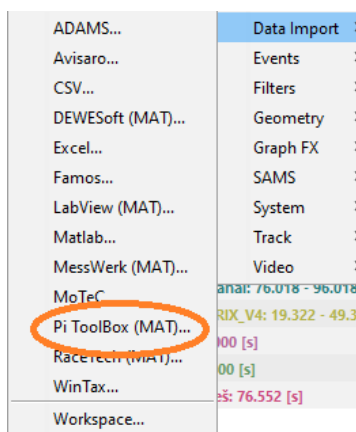 ADAMS...
Avisaro...
CSV...
DEWESoft (MAT)...
Excel...
Famos...
LabView (MAT)...
Matlab...
MessWerk (MAT)...
MoTeC...
Pi ToolBox (MAT)...
RaceTech (MAT)...
WinTax...
Workspace...
Data Import
Events
Filters
Geometry
Graph FX
SAMS
System
Track
Video
anal: 76.018 - 96.018
RIX_V4: 19.322 - 49.3
000 [s]
00 [s]
eš: 76.552 [s]